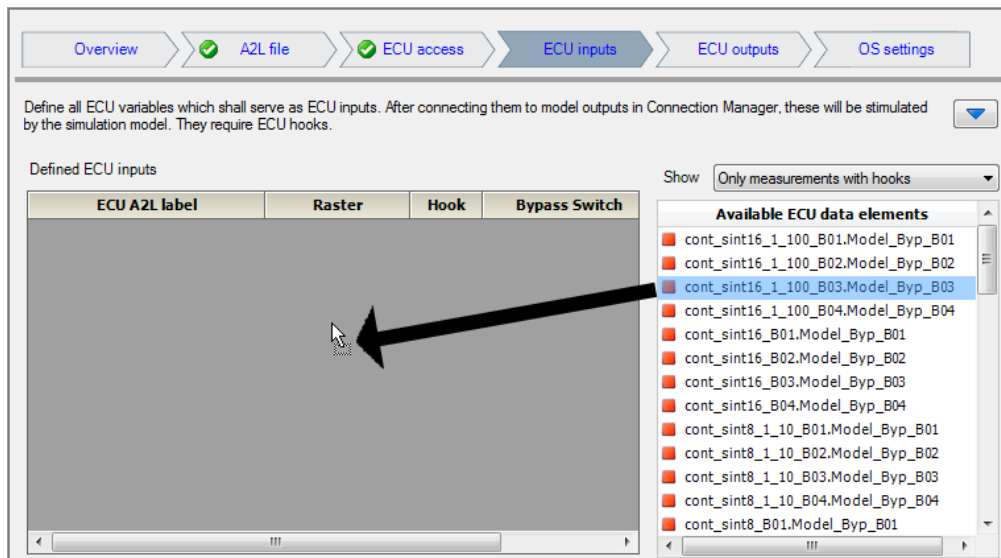 Overview
A2L file
ECU access
ECU inputs
ECU outputs
OS settings
Define all ECU variables which shall serve as ECU inputs. After connecting them to model outputs in Connection Manager, these will be stimulated
by the simulation model. They require ECU hooks.
Defined ECU inputs
ECU A2L label
Raster
Hook
Bypass Switch
Show
Only measurements with hooks
Available ECU data elements
cont_sint16_1_100_B01.Model_Byp_B01
cont_sint16_1_100_B02.Model_Byp_B02
cont_sint16_1_100_B03.Model_Byp_B03
cont_sint16_1_100_B04.Model_Byp_B04
cont_sint16_B01.Model_Byp_B01
cont_sint16_B02.Model_Byp_B02
cont_sint16_B03.Model_Byp_B03
cont_sint16_B04.Model_Byp_B04
cont_sint8_1_10_B01.Model_Byp_B01
cont_sint8_1_10_B02.Model_Byp_B02
cont_sint8_1_10_B03.Model_Byp_B03
cont_sint8_1_10_B04.Model_Byp_B04
cont_sint8_B01.Model_Byp_B01